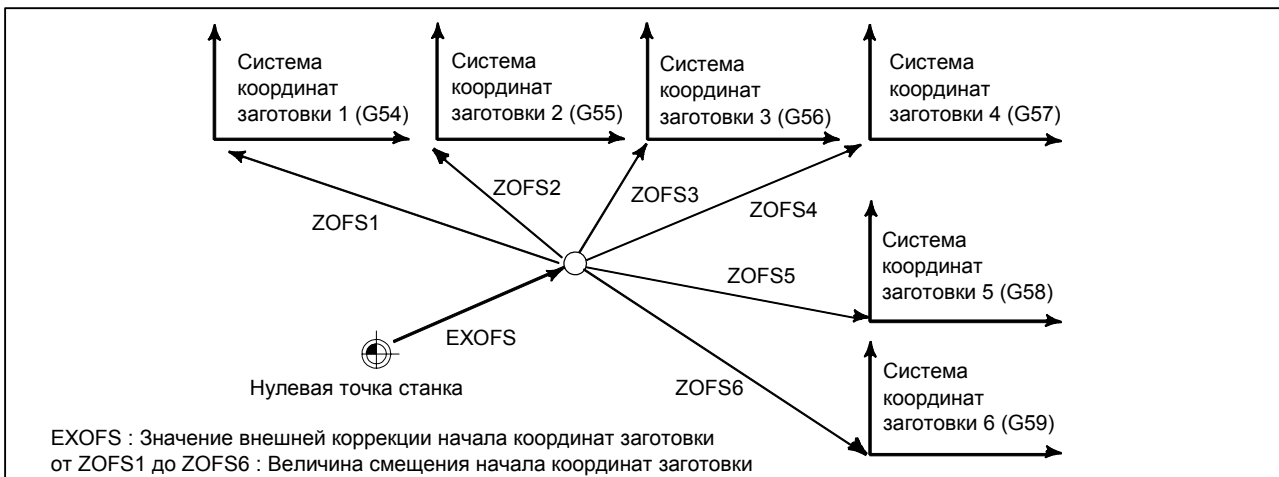 Система
координат
заготовки 1 (G54)
Система
координат
заготовки 2 (G55)
Система
координат
заготовки 3 (G56)
Система
координат
заготовки 4 (G57)
ZOFS1
ZOFS2
ZOFS3
ZOFS4
ZOFS5
Система
координат
заготовки 5 (G58)
EXOFS
Нулевая точка станка
ZOFS6
Система
координат
заготовки 6 (G59)
EXOFS : Значение внешней коррекции начала координат заготовки
от ZOFS1 до ZOFS6 : Величина смещения начала координат заготовки